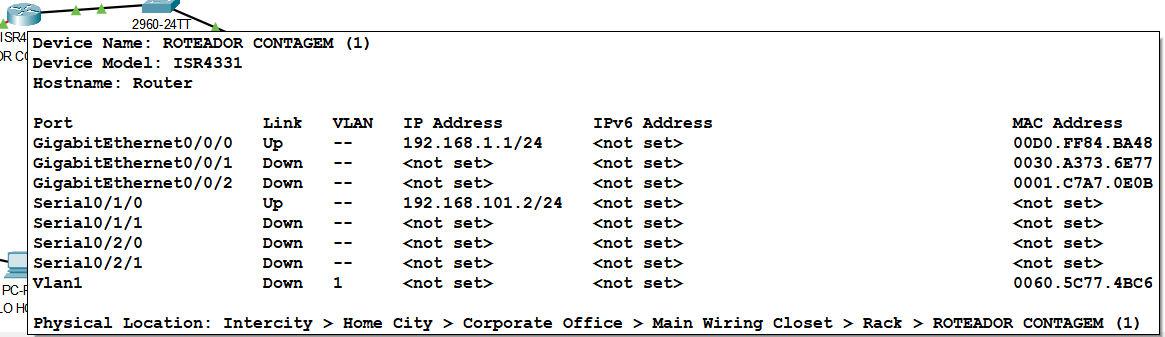 2960-24TT
ISR4
OR CO
Device Name: ROTEADOR CONTAGEM (1)
Device Model: ISR4331
Hostname: Router
Port Link VLAN IP Address IPv6 Address MAC Address
GigabitEthernet0/0/0 Up -- 192.168.1.1/24 <not set> 00D0.FF84.BA48
GigabitEthernet0/0/1 Down -- <not set> <not set> 0030.A373.6E77
GigabitEthernet0/0/2 Down -- <not set> <not set> 0001.C7A7.0E0B
Serial0/1/0 Up -- 192.168.101.2/24 <not set> <not set>
Serial0/1/1 Down -- <not set> <not set> <not set>
Serial0/2/0 Down -- <not set> <not set> <not set>
Serial0/2/1 Down -- <not set> <not set> <not set>
Vlan1 Down 1 <not set> <not set> 0060.5C77.4BC6
PC-P
LO HO
Physical Location: Intercity > Home City > Corporate Office > Main Wiring Closet > Rack > ROTEADOR CONTAGEM (1)